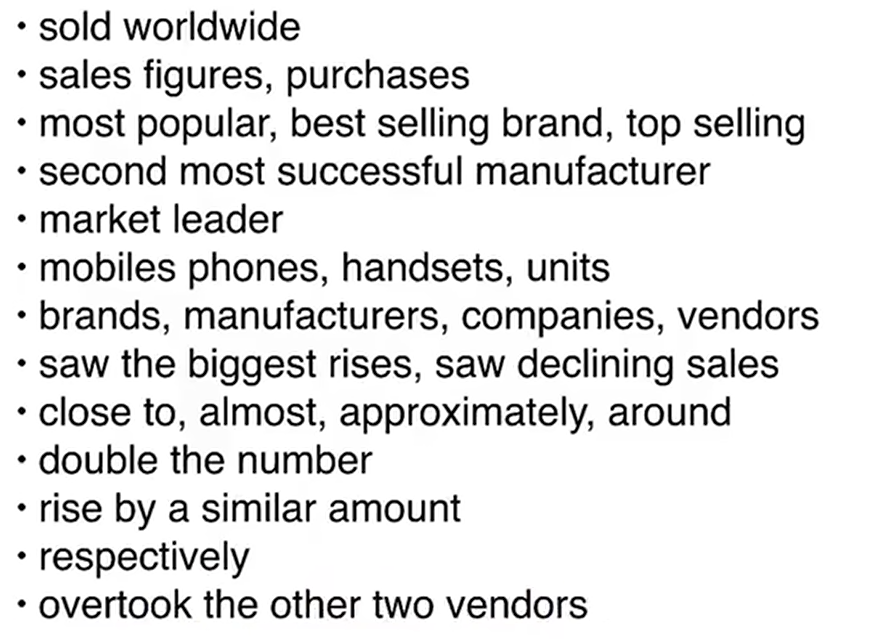 • sold worldwide
• sales figures, purchases
• most popular, best selling brand, top selling
• second most successful manufacturer
• market leader
• mobiles phones, handsets, units
• brands, manufacturers, companies, vendors
• saw the biggest rises, saw declining sales
• close to, almost, approximately, around
• double the number
• rise by a similar amount
• respectively
• overtook the other two vendors